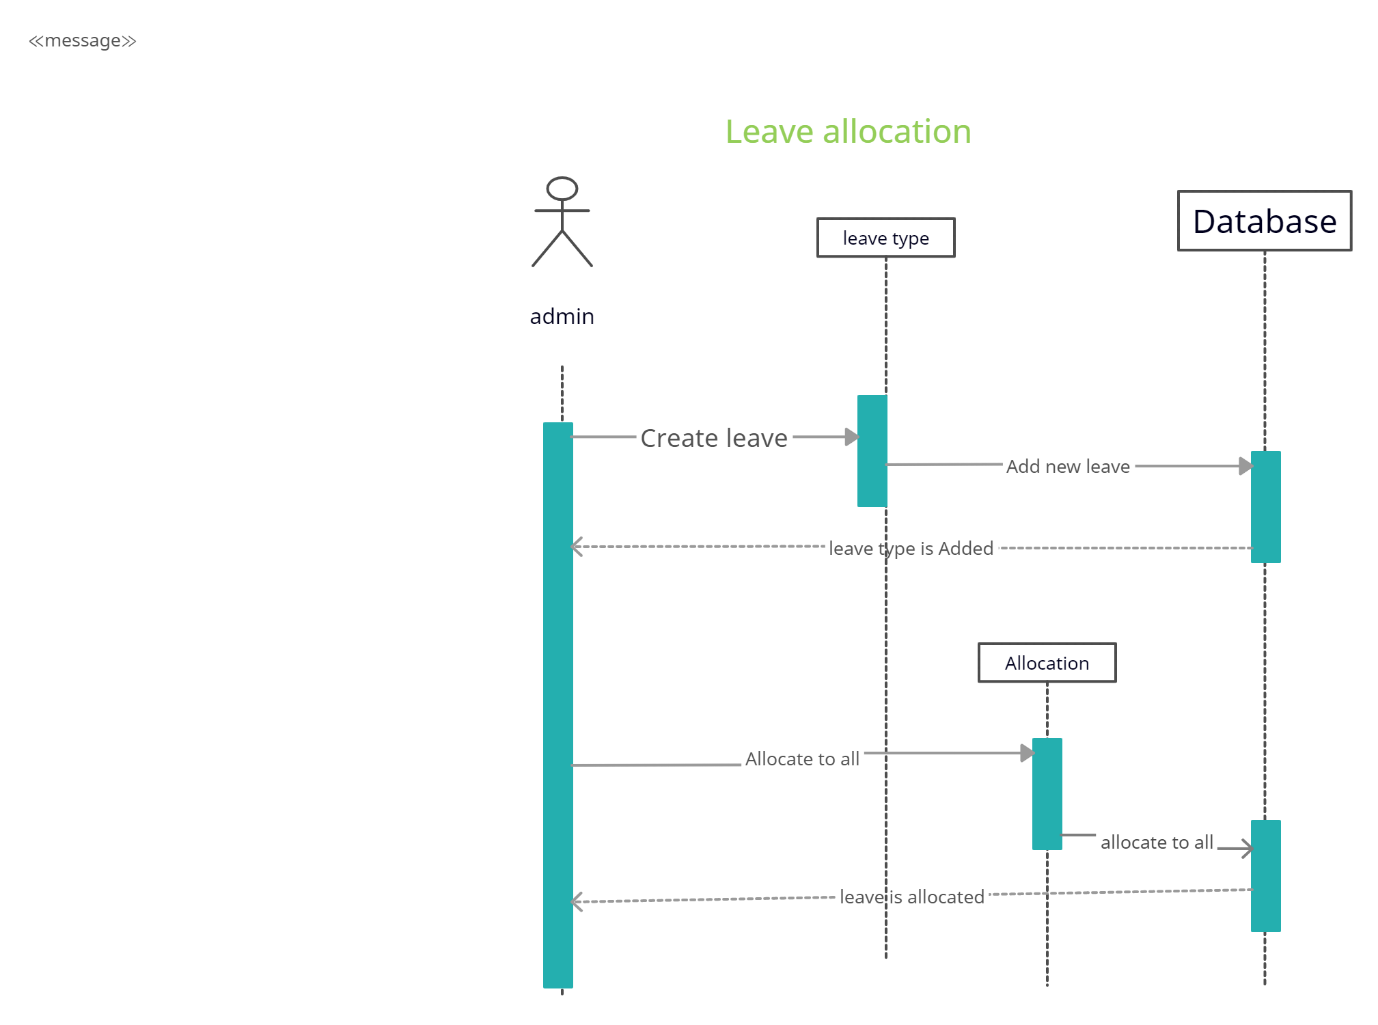 ≪message≫
Leave allocation
leave type
Database
admin
Create leave
Add new leave
leave type is Added
Allocation
Allocate to all
allocate to all
leave is allocated